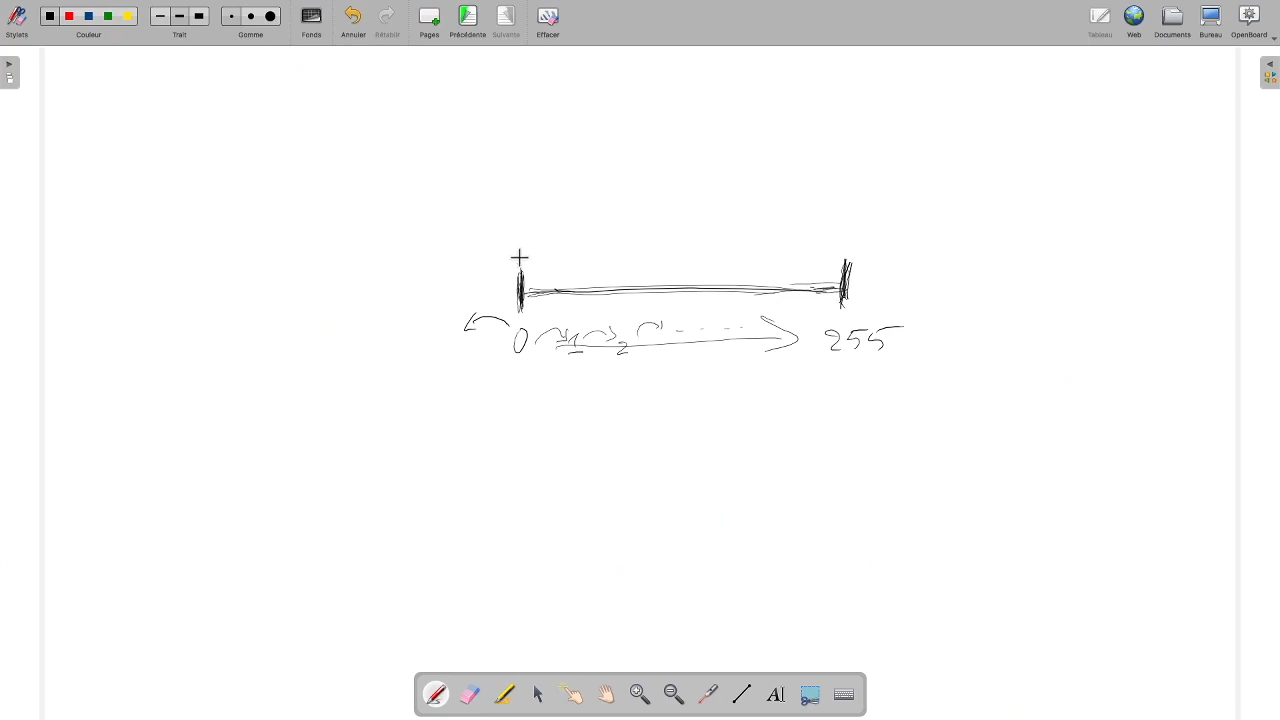 Stylets Couleur Trait Gomme Fonds Annuler Rétablir Pages Précédente Suivante Effacer Tableau Web Documents Bureau OpenBoard
0 1 2 255
AI